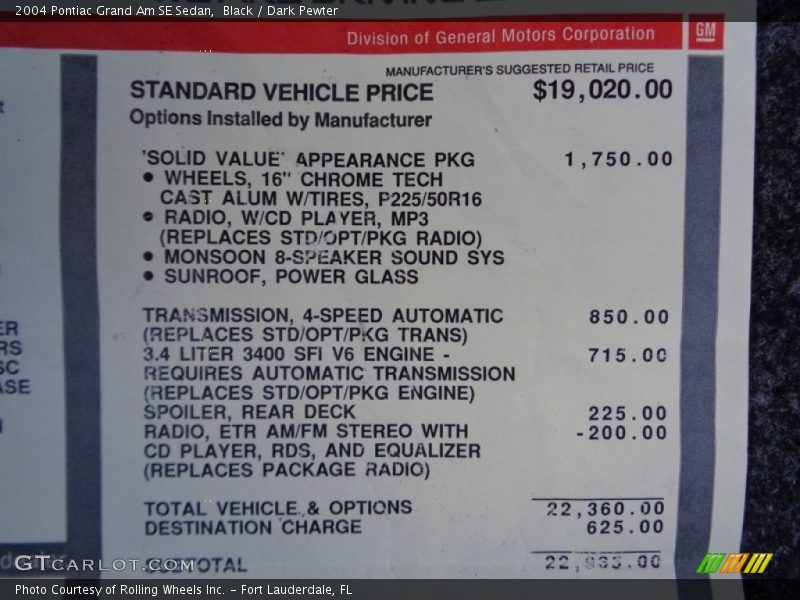 2004 Pontiac Grand Am SE Sedan, Black / Dark Pewter
Division of General Motors Corporation
GM
MANUFACTURER'S SUGGESTED RETAIL PRICE
STANDARD VEHICLE PRICE $19,020.00
Options Installed by Manufacturer
'SOLID VALUE' APPEARANCE PKG 1,750.00
• WHEELS, 16" CHROME TECH
CAST ALUM W/TIRES, P225/50R16
• RADIO, W/CD PLAYER, MP3
(REPLACES STD/OPT/PKG RADIO)
• MONSOON 8-SPEAKER SOUND SYS
• SUNROOF, POWER GLASS
TRANSMISSION, 4-SPEED AUTOMATIC 850.00
(REPLACES STD/OPT/PKG TRANS)
3.4 LITER 3400 SFI V6 ENGINE - 715.00
REQUIRES AUTOMATIC TRANSMISSION
(REPLACES STD/OPT/PKG ENGINE)
SPOILER, REAR DECK 225.00
RADIO, ETR AM/FM STEREO WITH -200.00
CD PLAYER, RDS, AND EQUALIZER
(REPLACES PACKAGE RADIO)
TOTAL VEHICLE & OPTIONS 22,360.00
DESTINATION CHARGE 625.00
SUBTOTAL
GTCARLOT.COM
Photo Courtesy of Rolling Wheels Inc. – Fort Lauderdale, FL